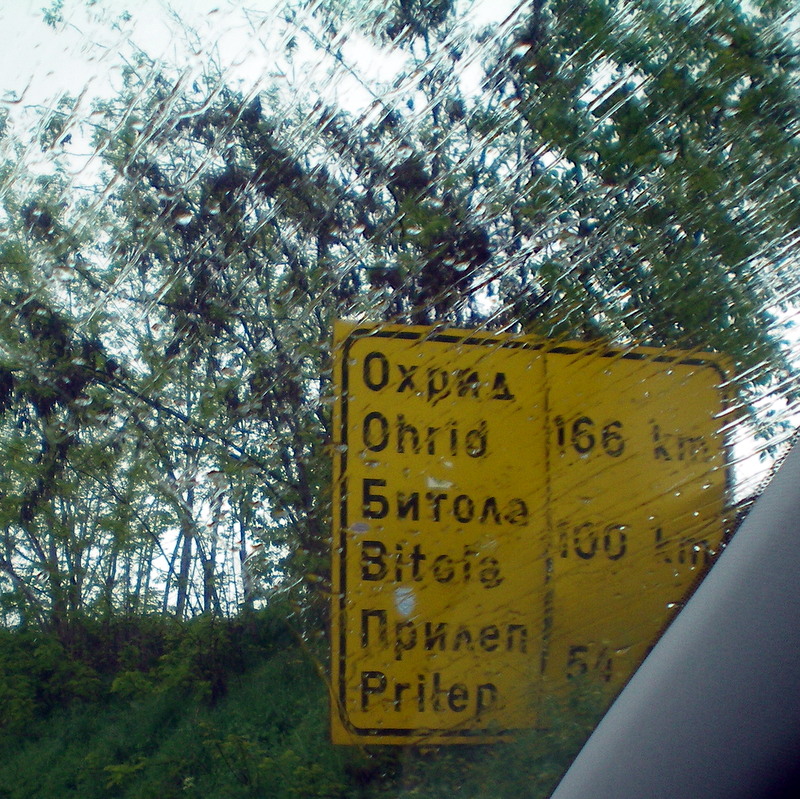 Охрид
Ohrid 166 km
Битола
Bitola 100 km
Прилеп
Prilep 54